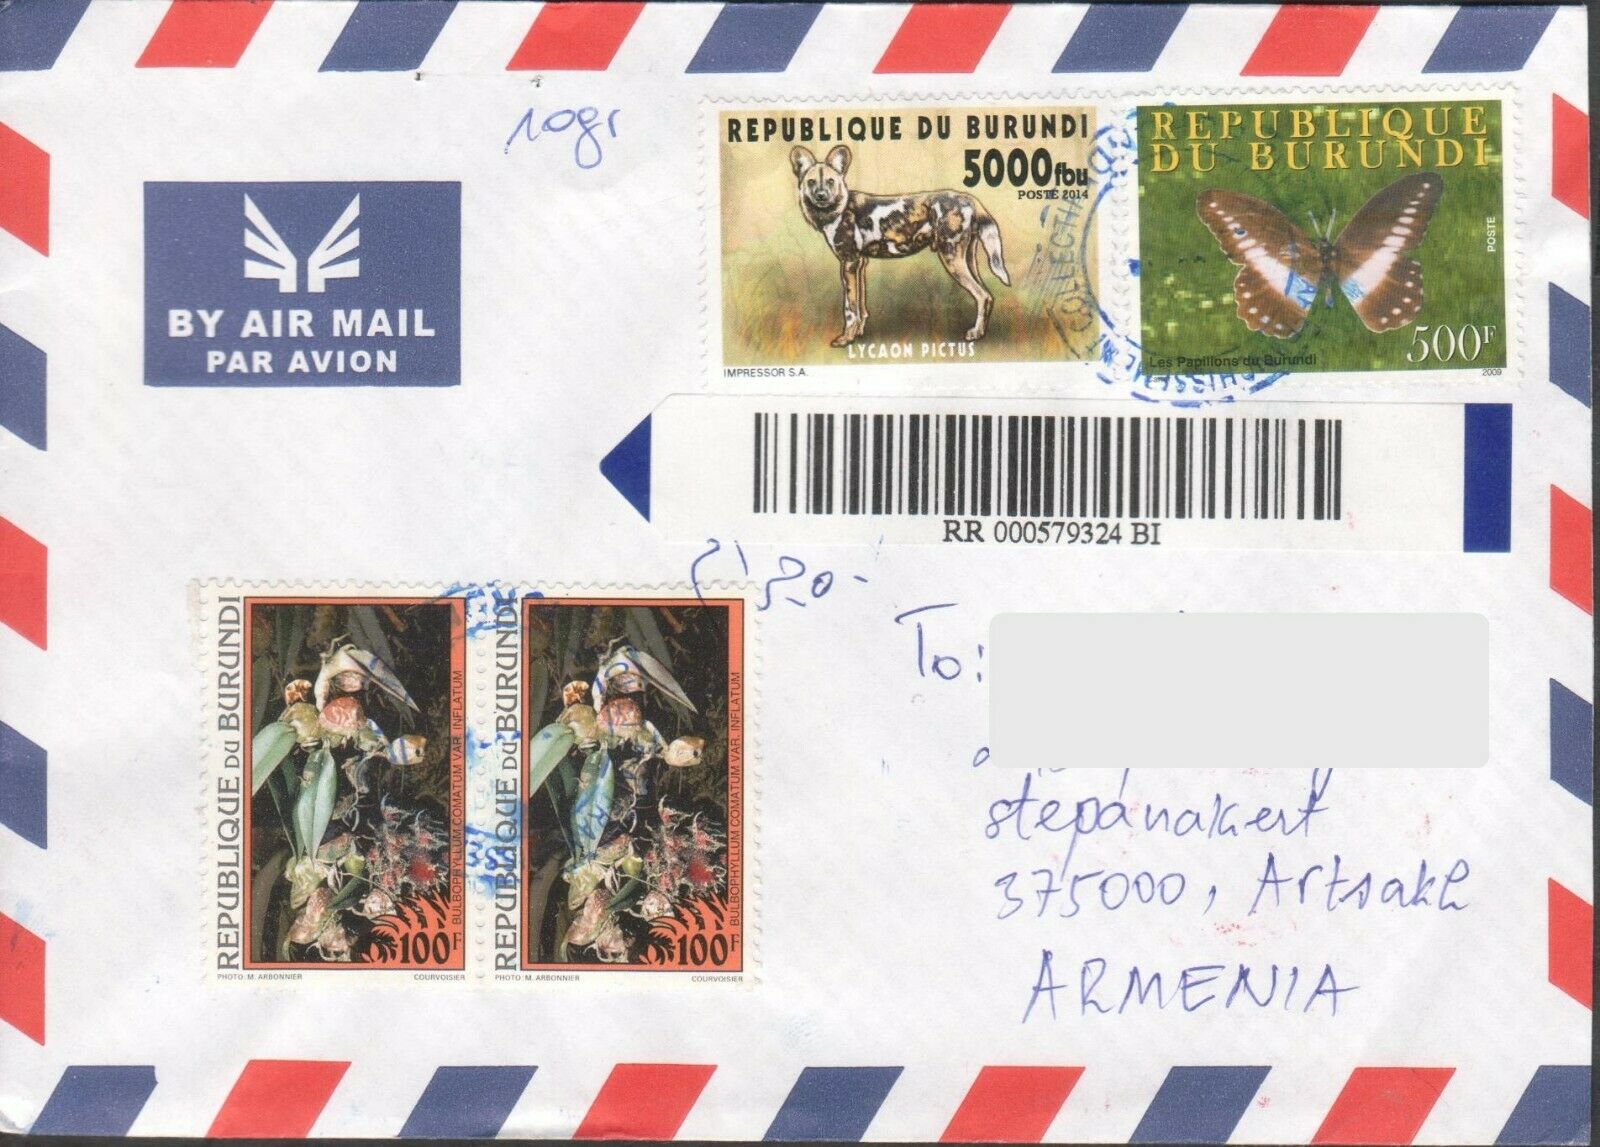 10gr
BY AIR MAIL
PAR AVION
REPUBLIQUE DU BURUNDI
5000fbu
POSTE 2014
LYCAON PICTUS
IMPRESSOR S.A.
REPUBLIQUE
DU BURUNDI
POSTE
500F
Les Papillons du Burundi
2009
RR 000579324 BI
REPUBLIQUE DU BURUNDI
BULBOPHYLLUM COMATUM VAR. INFLATUM
100F
PHOTO: M. ARBONNIER
COURVOISIER
REPUBLIQUE DU BURUNDI
BULBOPHYLLUM COMATUM VAR. INFLATUM
100F
PHOTO: M. ARBONNIER
COURVOISIER
To:
stepánakert
375000, Artsakh
ARMENIA